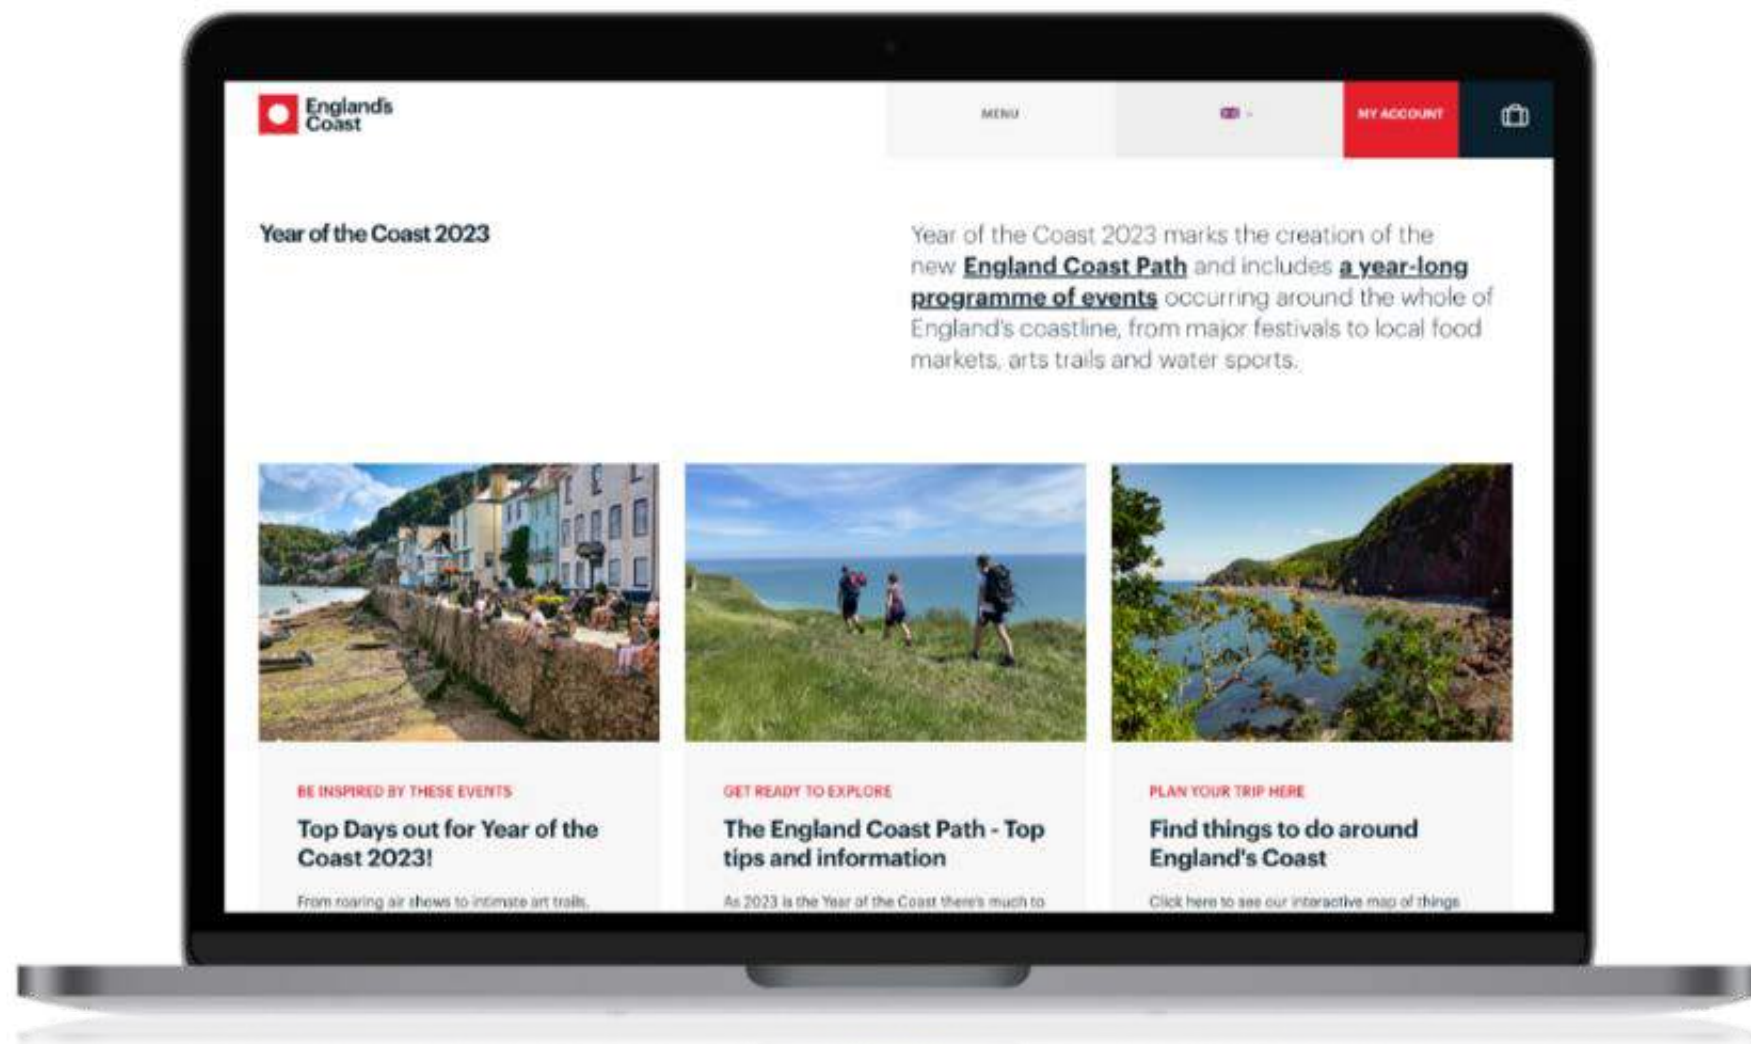 England's
Coast
MENU
MY ACCOUNT
Year of the Coast 2023
Year of the Coast 2023 marks the creation of the
new England Coast Path and includes a year-long
programme of events occurring around the whole of
England's coastline, from major festivals to local food
markets, arts trails and water sports.
BE INSPIRED BY THESE EVENTS
Top Days out for Year of the
Coast 2023!
From roaring air shows to intimate art trails,
GET READY TO EXPLORE
The England Coast Path - Top
tips and information
As 2023 is the Year of the Coast there's much to
PLAN YOUR TRIP HERE
Find things to do around
England's Coast
Click here to see our interactive map of things